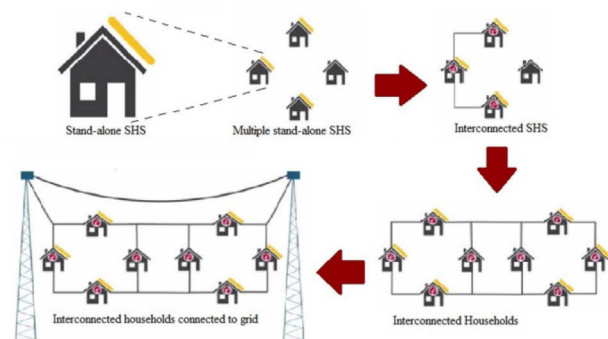 Stand-alone SHS
Multiple stand-alone SHS
Interconnected SHS
Interconnected households connected to grid
Interconnected Households